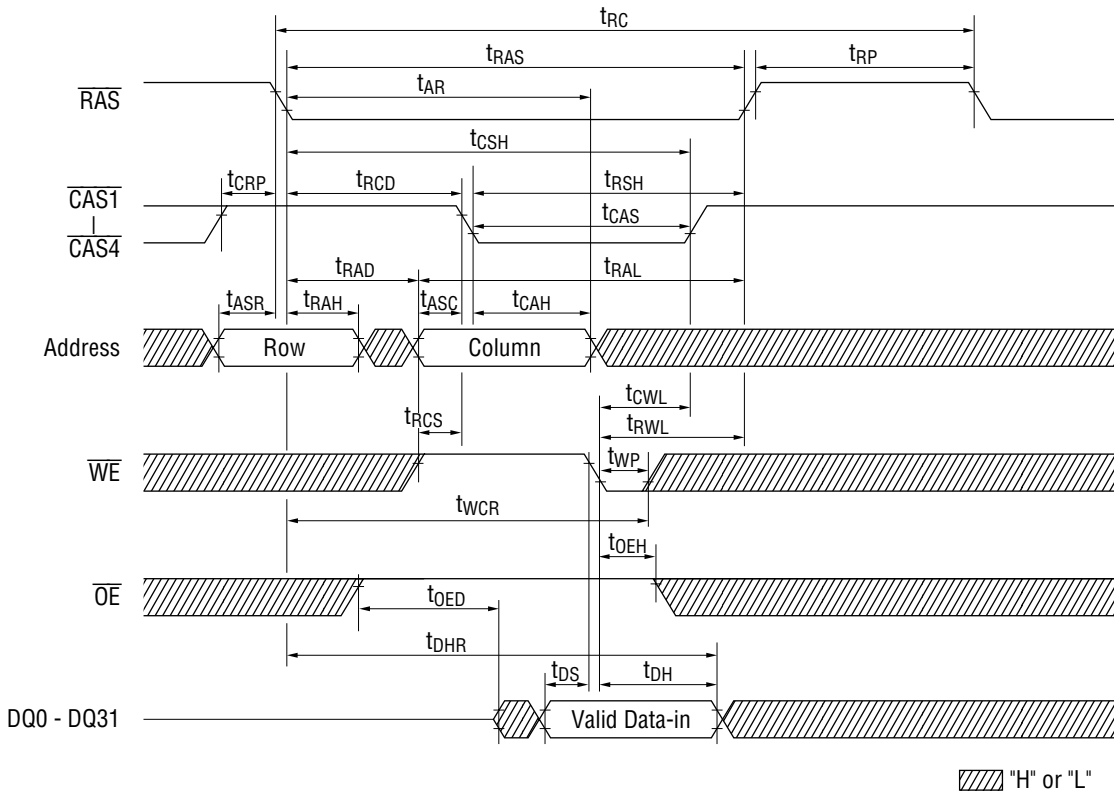 tRC
tRAS
tRP
tAR
RAS
tCSH
tCRP
tRCD
tRSH
CAS1
tCAS
CAS4
tRAD
tRAL
tASR
tRAH
tASC
tCAH
Address
Row
Column
tCWL
tRCS
tRWL
WE
tWP
tWCR
tOEH
OE
tOED
tDHR
tDS
tDH
DQ0 - DQ31
Valid Data-in
"H" or "L"